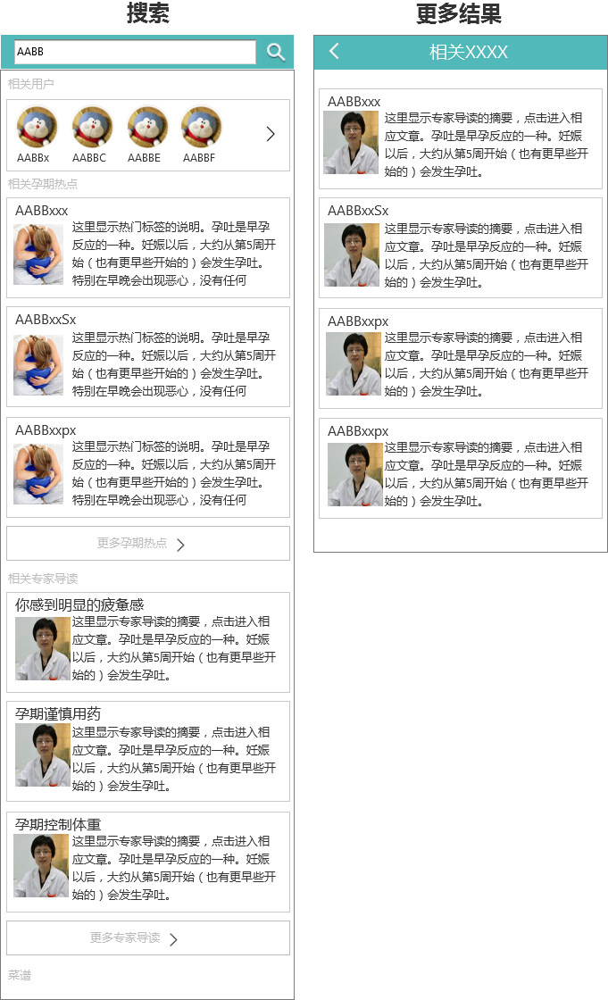 搜索
AABB
相关用户
AABBx
AABBC
AABBE
AABBF
相关孕期热点
AABBxxx
这里显示热门标签的说明。孕吐是早孕
反应的一种。妊娠以后，大约从第5周开
始（也有更早些开始的）会发生孕吐。
特别在早晚会出现恶心，没有任何
AABBxxSx
这里显示热门标签的说明。孕吐是早孕
反应的一种。妊娠以后，大约从第5周开
始（也有更早些开始的）会发生孕吐。
特别在早晚会出现恶心，没有任何
AABBxxpx
这里显示热门标签的说明。孕吐是早孕
反应的一种。妊娠以后，大约从第5周开
始（也有更早些开始的）会发生孕吐。
特别在早晚会出现恶心，没有任何
更多孕期热点
相关专家导读
你感到明显的疲惫感
这里显示专家导读的摘要，点击进入相
应文章。孕吐是早孕反应的一种。妊娠
以后，大约从第5周开始（也有更早些开
始的）会发生孕吐。
孕期谨慎用药
这里显示专家导读的摘要，点击进入相
应文章。孕吐是早孕反应的一种。妊娠
以后，大约从第5周开始（也有更早些开
始的）会发生孕吐。
孕期控制体重
这里显示专家导读的摘要，点击进入相
应文章。孕吐是早孕反应的一种。妊娠
以后，大约从第5周开始（也有更早些开
始的）会发生孕吐。
更多专家导读
菜谱
更多结果
相关XXXX
AABBxxx
这里显示专家导读的摘要，点击进入相
应文章。孕吐是早孕反应的一种。妊娠
以后，大约从第5周开始（也有更早些开
始的）会发生孕吐。
AABBxxSx
这里显示专家导读的摘要，点击进入相
应文章。孕吐是早孕反应的一种。妊娠
以后，大约从第5周开始（也有更早些开
始的）会发生孕吐。
AABBxxpx
这里显示专家导读的摘要，点击进入相
应文章。孕吐是早孕反应的一种。妊娠
以后，大约从第5周开始（也有更早些开
始的）会发生孕吐。
AABBxxpx
这里显示专家导读的摘要，点击进入相
应文章。孕吐是早孕反应的一种。妊娠
以后，大约从第5周开始（也有更早些开
始的）会发生孕吐。